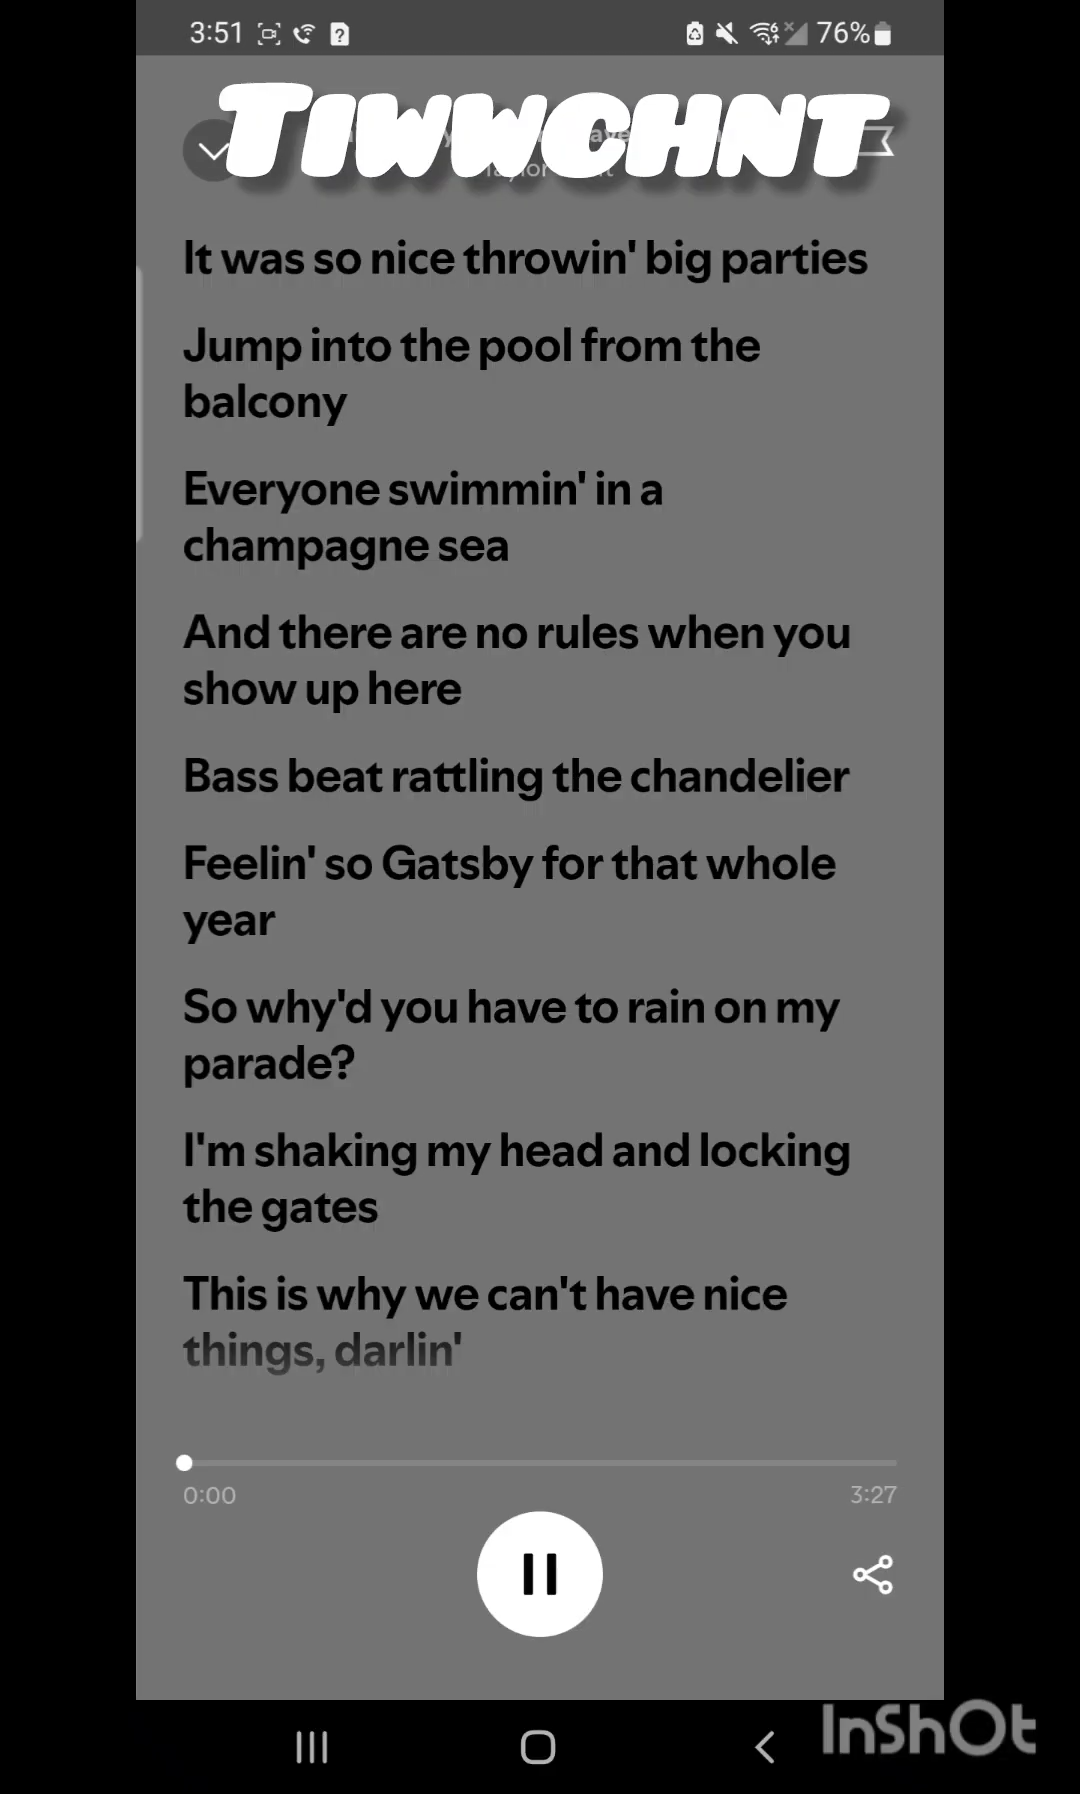 3:51
76%
TIWWCHNT
It was so nice throwin' big parties
Jump into the pool from the
balcony
Everyone swimmin' in a
champagne sea
And there are no rules when you
show up here
Bass beat rattling the chandelier
Feelin' so Gatsby for that whole
year
So why'd you have to rain on my
parade?
I'm shaking my head and locking
the gates
This is why we can't have nice
things, darlin'
0:00
3:27
InShOt